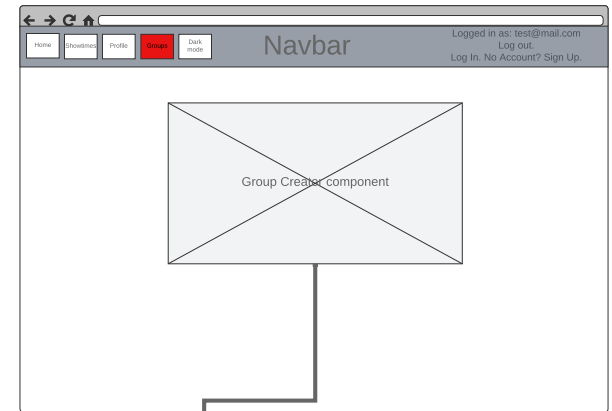 Home
Showtimes
Profile
Groups
Dark
mode
Navbar
Logged in as: test@mail.com
Log out.
Log In. No Account? Sign Up.
Group Creator component